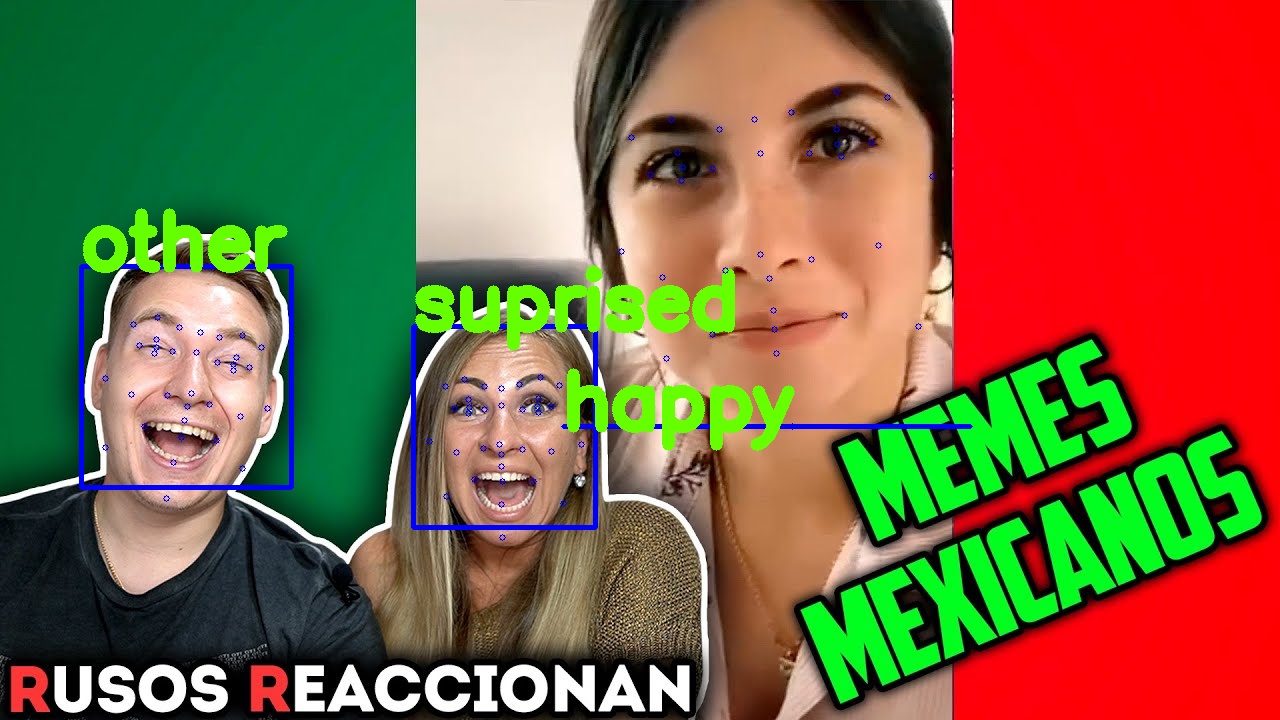 other
suprised
happy
MEMES
MEXICANOS
RUSOS REACCIONAN